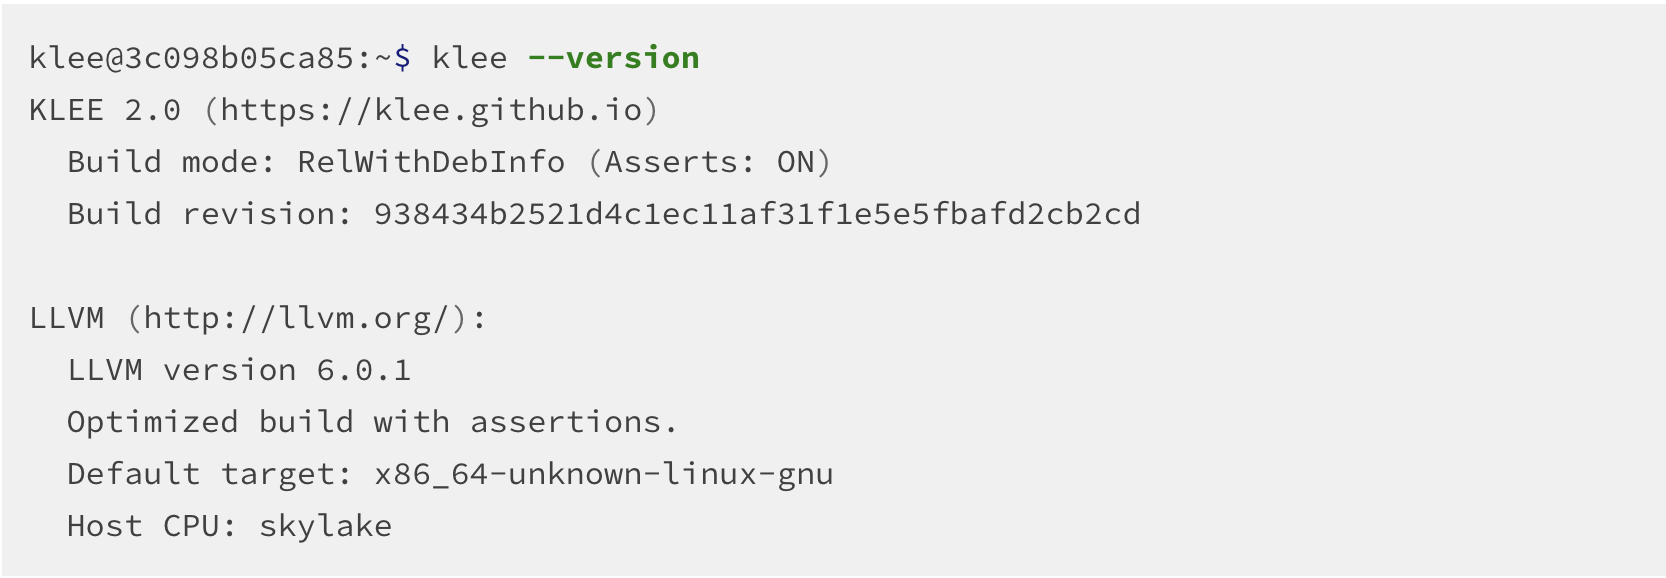 klee@3c098b05ca85:~$ klee --version
KLEE 2.0 (https://klee.github.io)
  Build mode: RelWithDebInfo (Asserts: ON)
  Build revision: 938434b2521d4c1ec11af31f1e5e5fbafd2cb2cd

LLVM (http://llvm.org/):
  LLVM version 6.0.1
  Optimized build with assertions.
  Default target: x86_64-unknown-linux-gnu
  Host CPU: skylake